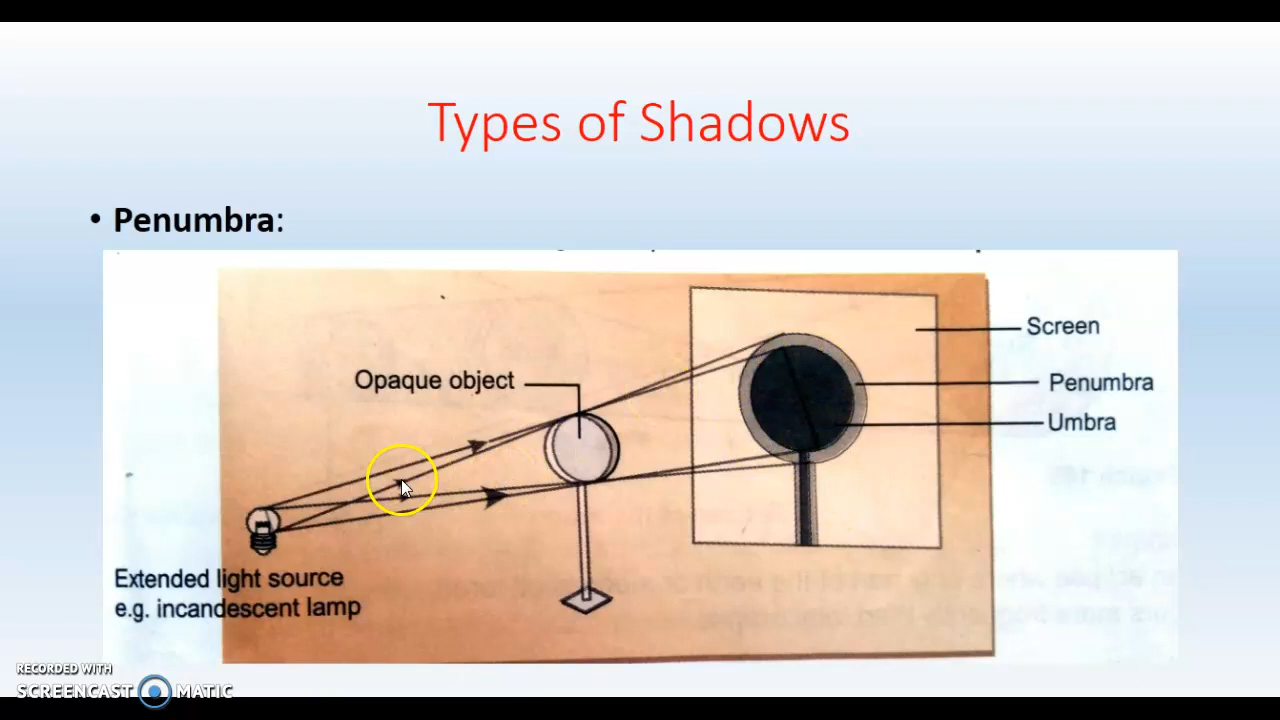 Types of Shadows
• Penumbra:
Screen
Opaque object
Penumbra
Umbra
Extended light source
e.g. incandescent lamp
RECORDED WITH
SCREENCAST MATIC